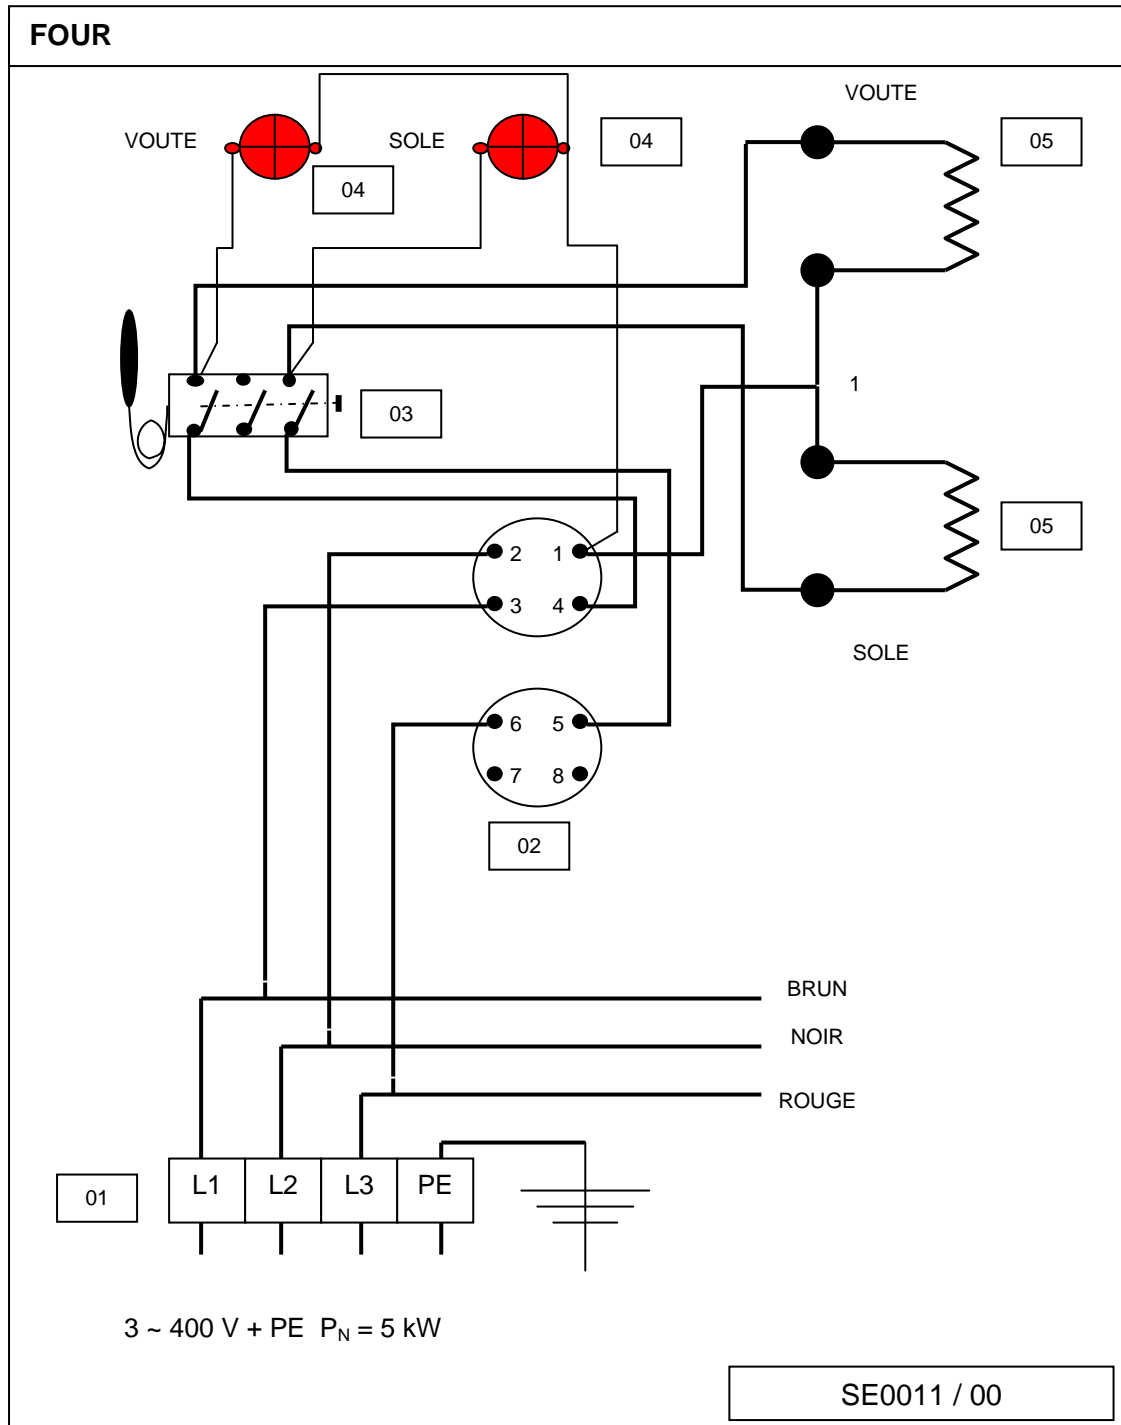 FOUR
VOUTE
VOUTE
SOLE
04
05
04
03
1
2 1
3 4
05
SOLE
6 5
7 8
02
BRUN
NOIR
ROUGE
01
L1 L2 L3 PE
3 ~ 400 V + PE PN = 5 kW
SE0011 / 00